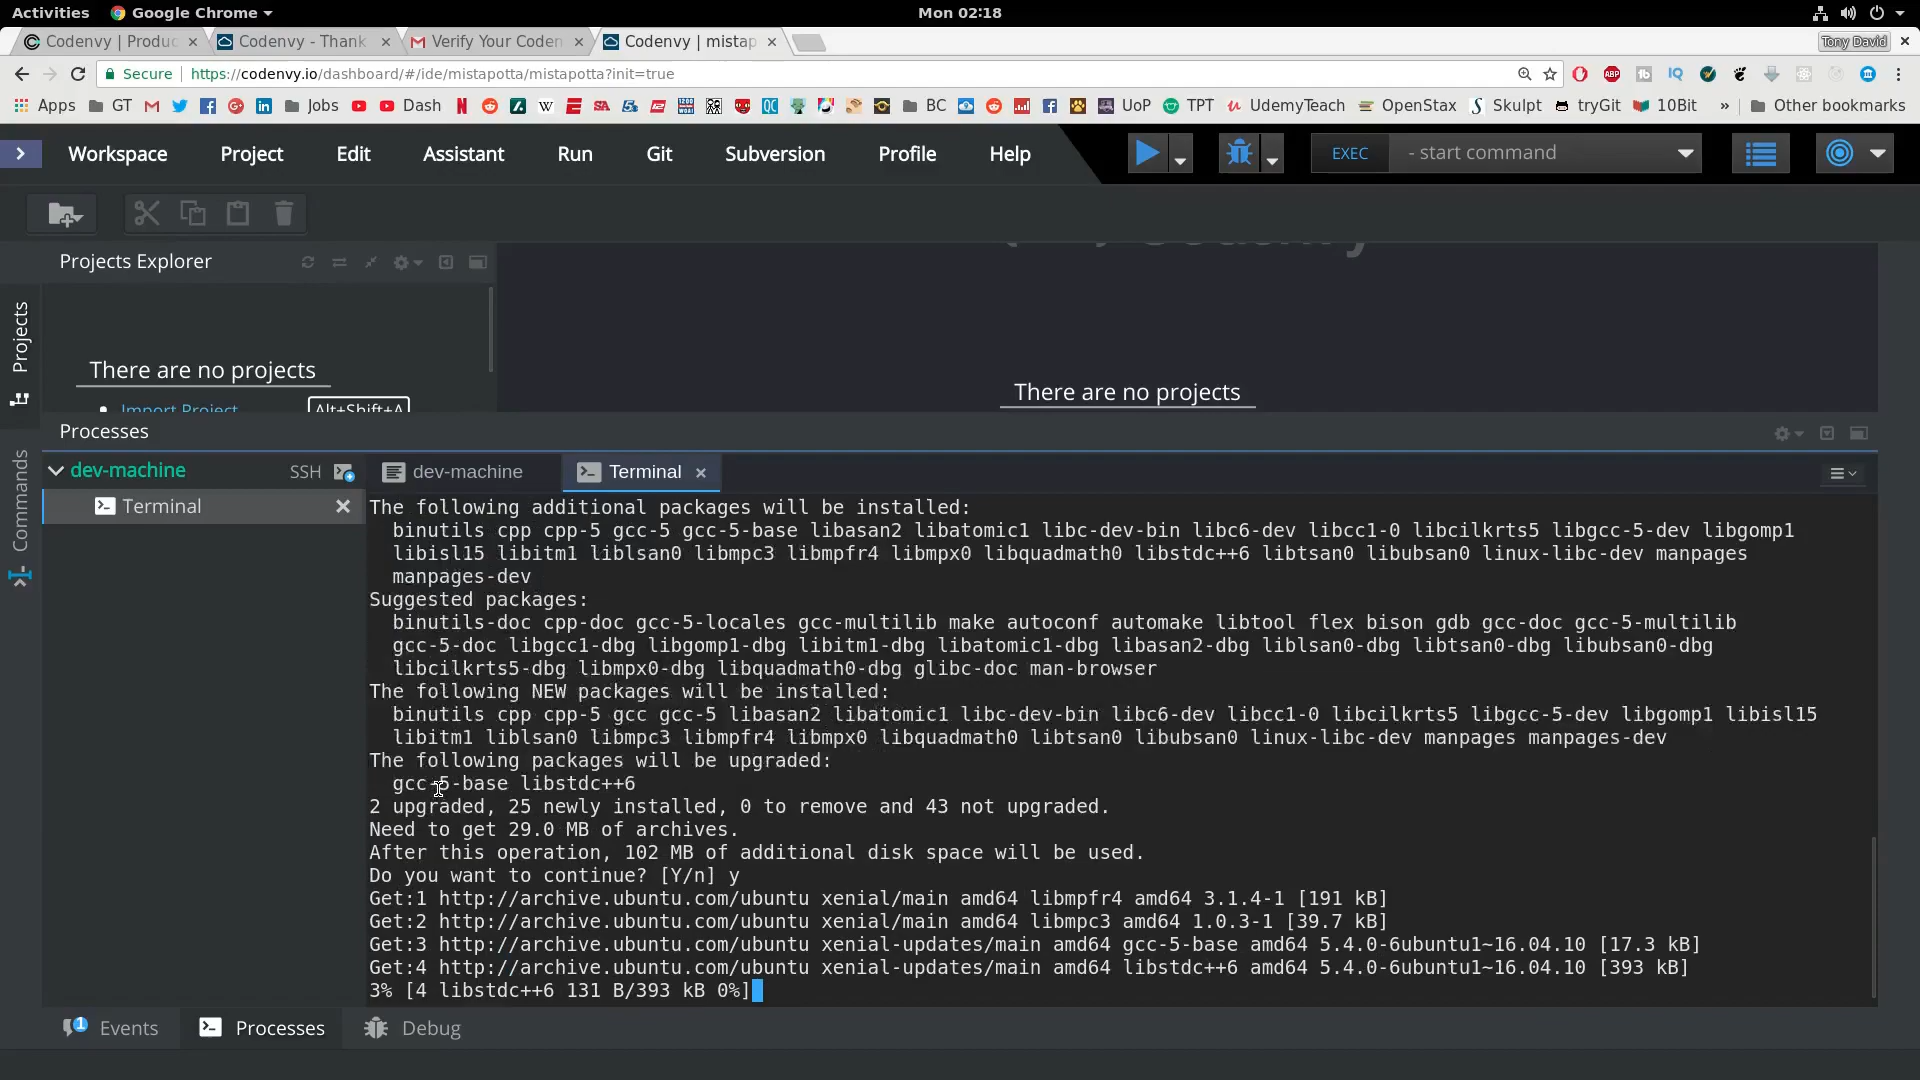 Activities Google Chrome Mon 02:18
Codenvy | Produc Codenvy - Thank Verify Your Coden Codenvy | mistap Tony David
Secure https://codenvy.io/dashboard/#/ide/mistapotta/mistapotta?init=true
Apps GT Jobs Dash BC UoP TPT UdemyTeach OpenStax Skulpt tryGit 10Bit » Other bookmarks
Workspace Project Edit Assistant Run Git Subversion Profile Help EXEC - start command
Projects Explorer
Projects
There are no projects
There are no projects
Import Project Alt+Shift+A
Processes
Commands
dev-machine SSH dev-machine Terminal
Terminal
The following additional packages will be installed:
binutils cpp cpp-5 gcc-5 gcc-5-base libasan2 libatomic1 libc-dev-bin libc6-dev libcc1-0 libcilkrts5 libgcc-5-dev libgomp1
libisl15 libitm1 liblsan0 libmpc3 libmpfr4 libmpx0 libquadmath0 libstdc++6 libtsan0 libubsan0 linux-libc-dev manpages
manpages-dev
Suggested packages:
binutils-doc cpp-doc gcc-5-locales gcc-multilib make autoconf automake libtool flex bison gdb gcc-doc gcc-5-multilib
gcc-5-doc libgcc1-dbg libgomp1-dbg libitm1-dbg libatomic1-dbg libasan2-dbg liblsan0-dbg libtsan0-dbg libubsan0-dbg
libcilkrts5-dbg libmpx0-dbg libquadmath0-dbg glibc-doc man-browser
The following NEW packages will be installed:
binutils cpp cpp-5 gcc gcc-5 libasan2 libatomic1 libc-dev-bin libc6-dev libcc1-0 libcilkrts5 libgcc-5-dev libgomp1 libisl15
libitm1 liblsan0 libmpc3 libmpfr4 libmpx0 libquadmath0 libtsan0 libubsan0 linux-libc-dev manpages manpages-dev
The following packages will be upgraded:
gcc-5-base libstdc++6
2 upgraded, 25 newly installed, 0 to remove and 43 not upgraded.
Need to get 29.0 MB of archives.
After this operation, 102 MB of additional disk space will be used.
Do you want to continue? [Y/n] y
Get:1 http://archive.ubuntu.com/ubuntu xenial/main amd64 libmpfr4 amd64 3.1.4-1 [191 kB]
Get:2 http://archive.ubuntu.com/ubuntu xenial/main amd64 libmpc3 amd64 1.0.3-1 [39.7 kB]
Get:3 http://archive.ubuntu.com/ubuntu xenial-updates/main amd64 gcc-5-base amd64 5.4.0-6ubuntu1~16.04.10 [17.3 kB]
Get:4 http://archive.ubuntu.com/ubuntu xenial-updates/main amd64 libstdc++6 amd64 5.4.0-6ubuntu1~16.04.10 [393 kB]
3% [4 libstdc++6 131 B/393 kB 0%]
1 Events Processes Debug